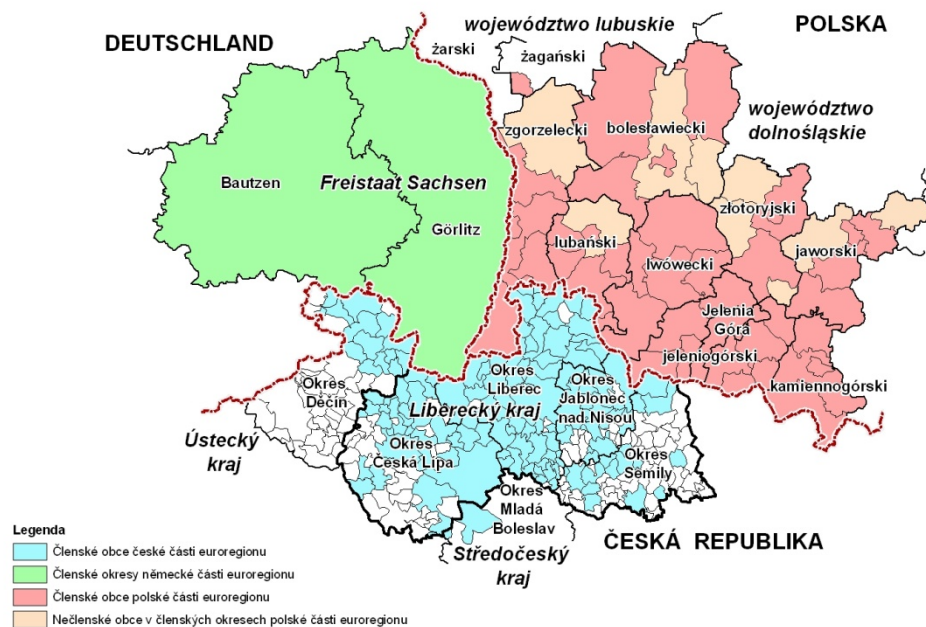 DEUTSCHLAND
województwo lubuskie
POLSKA
żarski
żagański
województwo
dolnośląskie
zgorzelecki
bolesławiecki
Bautzen
Freistaat Sachsen
Görlitz
złotoryjski
lubański
jaworski
lwówecki
Jelenia
Góra
jeleniogórski
kamiennogórski
Okres
Děčín
Okres
Liberec
Okres
Jablonec
nad Nisou
Liberecký kraj
Ústecký
kraj
Okres
Česká Lípa
Okres
Semily
Okres
Mladá
Boleslav
Středočeský
kraj
ČESKÁ REPUBLIKA
Legenda
Členské obce české části euroregionu
Členské okresy německé části euroregionu
Členské obce polské části euroregionu
Nečlenské obce v členských okresech polské části euroregionu